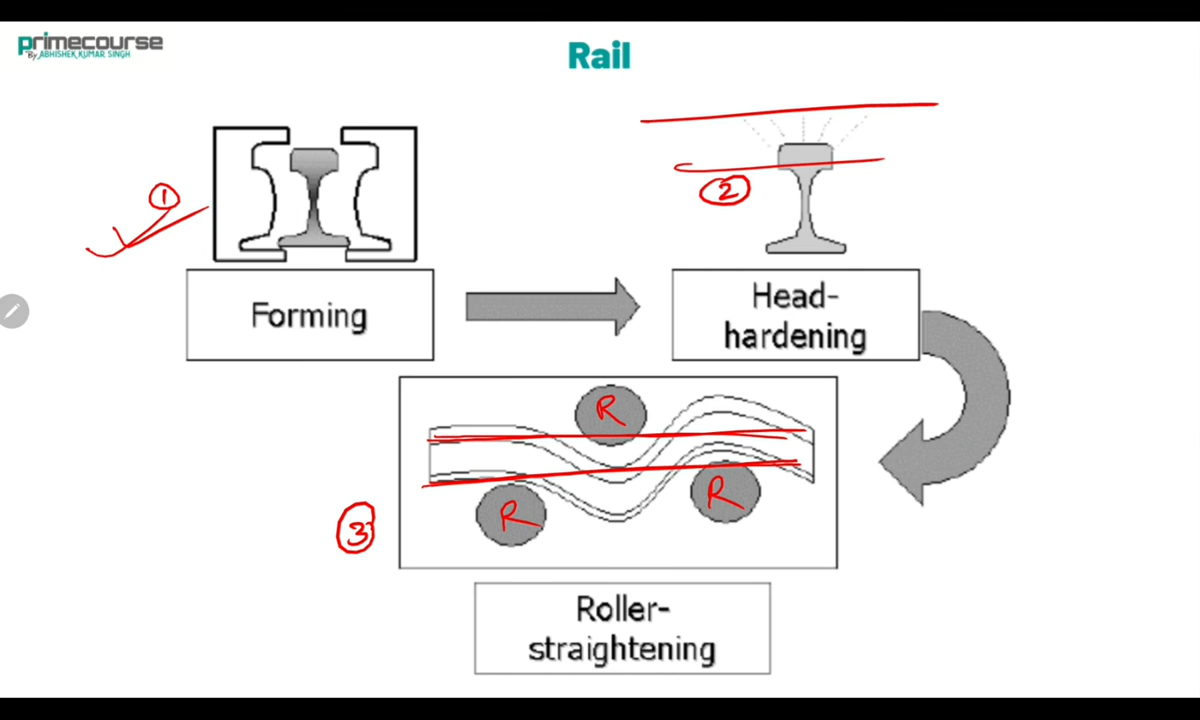 primecourse
By ABHISHEK KUMAR SINGH
Rail
1
2
Forming
Head-
hardening
R
R
R
3
Roller-
straightening